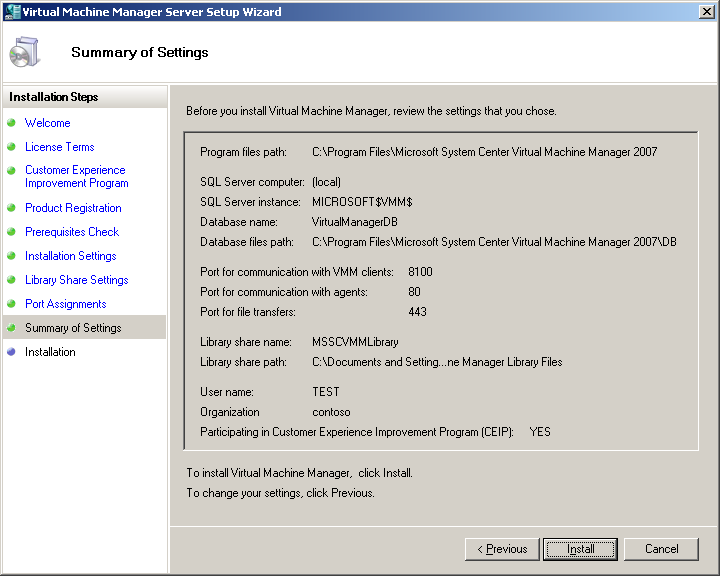 Virtual Machine Manager Server Setup Wizard
Summary of Settings
Installation Steps
Welcome
License Terms
Customer Experience
Improvement Program
Product Registration
Prerequisites Check
Installation Settings
Library Share Settings
Port Assignments
Summary of Settings
Installation
Before you install Virtual Machine Manager, review the settings that you chose.
Program files path: C:\Program Files\Microsoft System Center Virtual Machine Manager 2007
SQL Server computer: (local)
SQL Server instance: MICROSOFT$VMM$
Database name: VirtualManagerDB
Database files path: C:\Program Files\Microsoft System Center Virtual Machine Manager 2007\DB
Port for communication with VMM clients: 8100
Port for communication with agents: 80
Port for file transfers: 443
Library share name: MSSCVMMLibrary
Library share path: C:\Documents and Setting...ne Manager Library Files
User name: TEST
Organization contoso
Participating in Customer Experience Improvement Program (CEIP): YES
To install Virtual Machine Manager, click Install.
To change your settings, click Previous.
< Previous Install Cancel